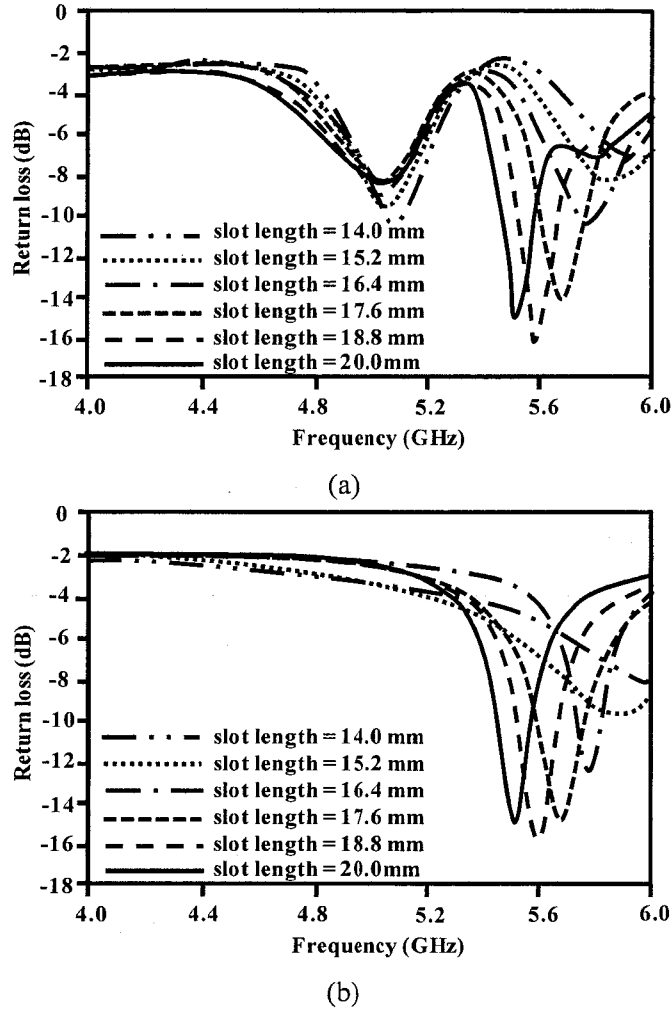 0
-2
-4
-6
-8
-10
-12
-14
-16
-18
Return loss (dB)
slot length = 14.0 mm
slot length = 15.2 mm
slot length = 16.4 mm
slot length = 17.6 mm
slot length = 18.8 mm
slot length = 20.0mm
4.0 4.4 4.8 5.2 5.6 6.0
Frequency (GHz)
(a)
0
-2
-4
-6
-8
-10
-12
-14
-16
-18
Return loss (dB)
slot length = 14.0 mm
slot length = 15.2 mm
slot length = 16.4 mm
slot length = 17.6 mm
slot length = 18.8 mm
slot length = 20.0mm
4.0 4.4 4.8 5.2 5.6 6.0
Frequency (GHz)
(b)